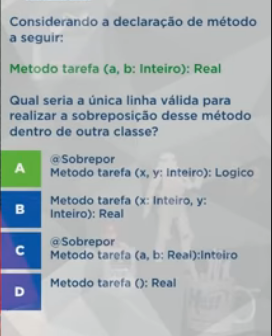 Considerando a declaração de método
a seguir:
Metodo tarefa (a, b: Inteiro): Real
Qual seria a única linha válida para
realizar a sobreposição desse método
dentro de outra classe?
A
@Sobrepor
Metodo tarefa (x, y: Inteiro): Logico
B
Metodo tarefa (x: Inteiro, y:
Inteiro): Real
C
@Sobrepor
Metodo tarefa (a, b: Real):Inteiro
D
Metodo tarefa (): Real